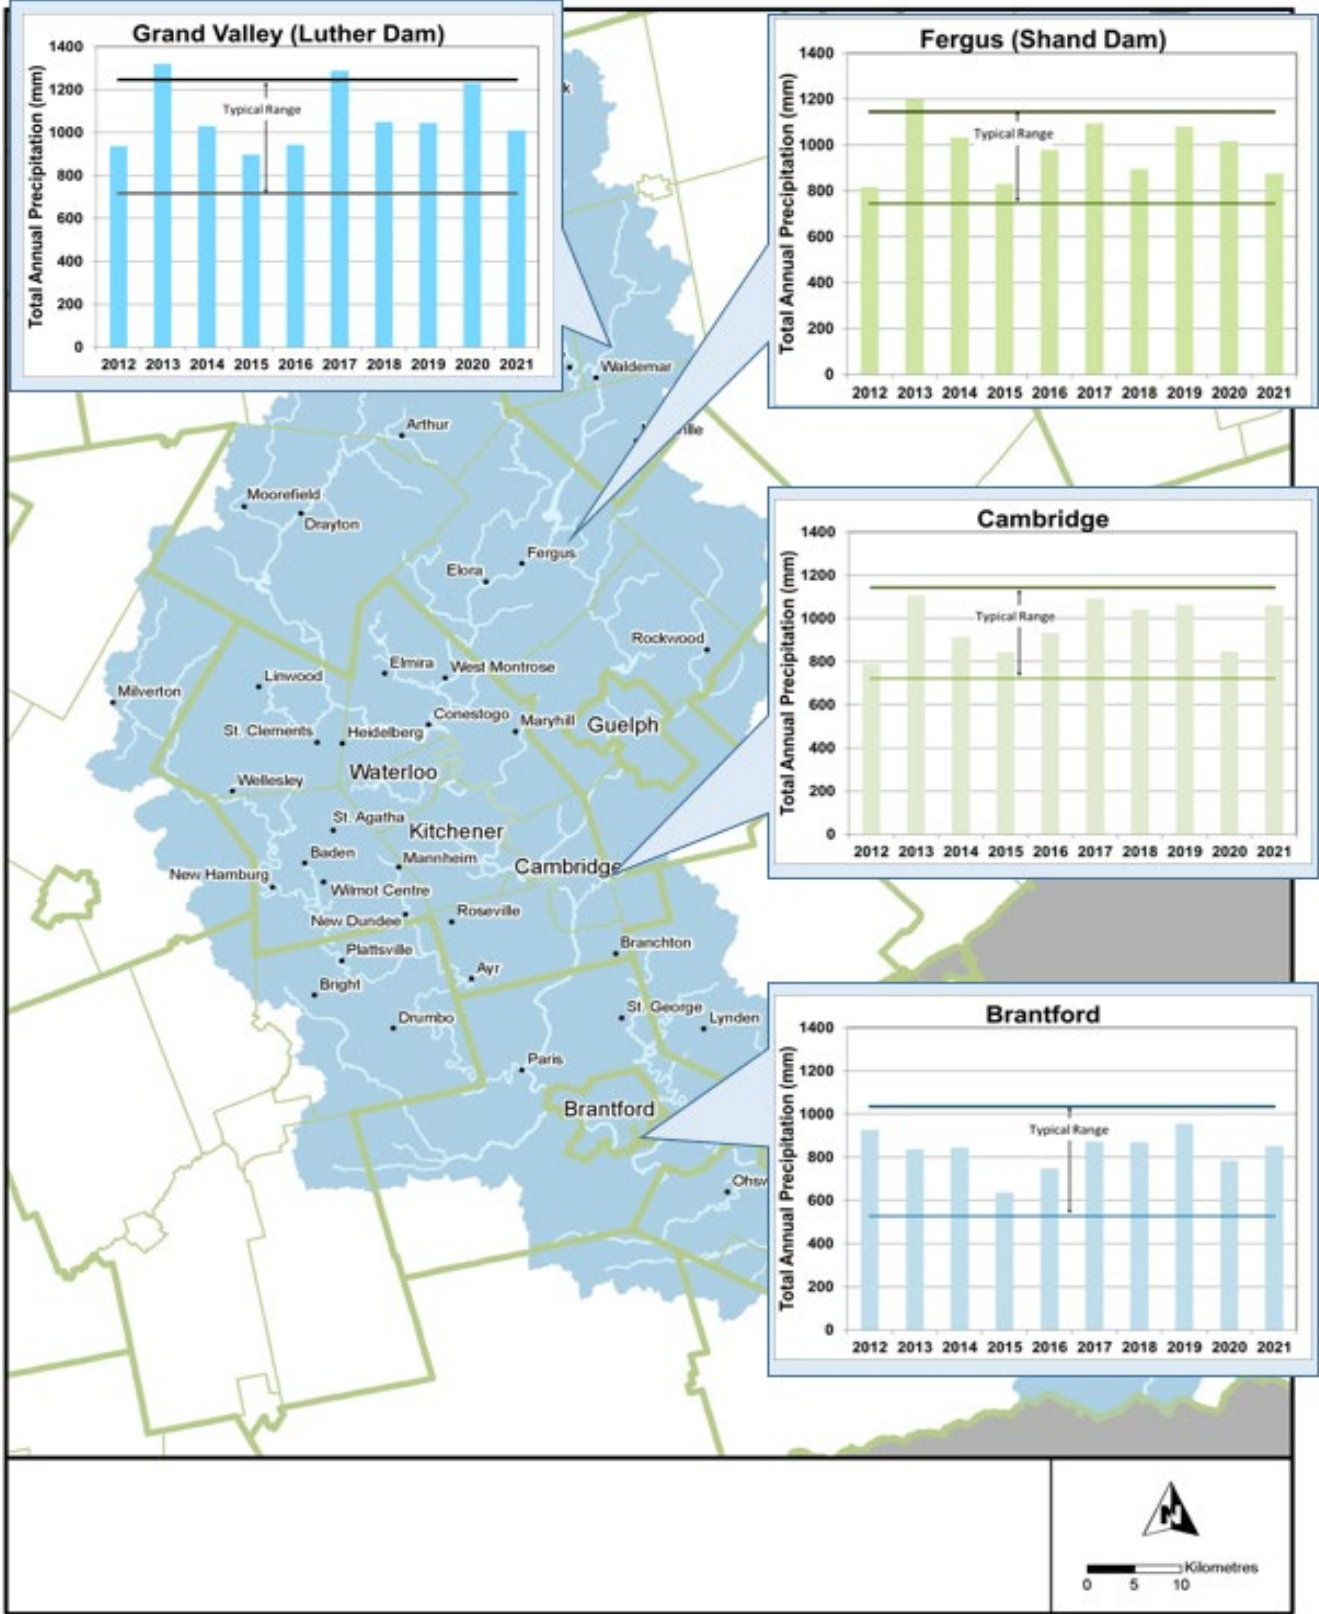 Grand Valley (Luther Dam)
Total Annual Precipitation (mm)
1400
1200
1000
800
600
400
200
0
Typical Range
2012 2013 2014 2015 2016 2017 2018 2019 2020 2021
Fergus (Shand Dam)
Total Annual Precipitation (mm)
1400
1200
1000
800
600
400
200
0
Typical Range
2012 2013 2014 2015 2016 2017 2018 2019 2020 2021
Waldemar
Arthur
Moorefield
Drayton
Fergus
Elora
Rockwood
Elmira
West Montrose
Linwood
Milverton
Conestogo
Maryhill
Guelph
St. Clements
Heidelberg
Waterloo
Wellesley
St. Agatha
Kitchener
Baden
Mannheim
Cambridge
New Hamburg
Wilmot Centre
New Dundee
Roseville
Plattsville
Branchton
Ayr
Bright
St. George
Lynden
Drumbo
Paris
Brantford
Cambridge
Total Annual Precipitation (mm)
1400
1200
1000
800
600
400
200
0
Typical Range
2012 2013 2014 2015 2016 2017 2018 2019 2020 2021
Brantford
Total Annual Precipitation (mm)
1400
1200
1000
800
600
400
200
0
Typical Range
2012 2013 2014 2015 2016 2017 2018 2019 2020 2021
N
Kilometres
0 5 10